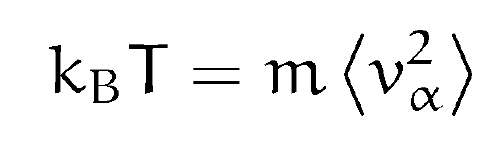 k_B T = m ⟨v_α^2⟩